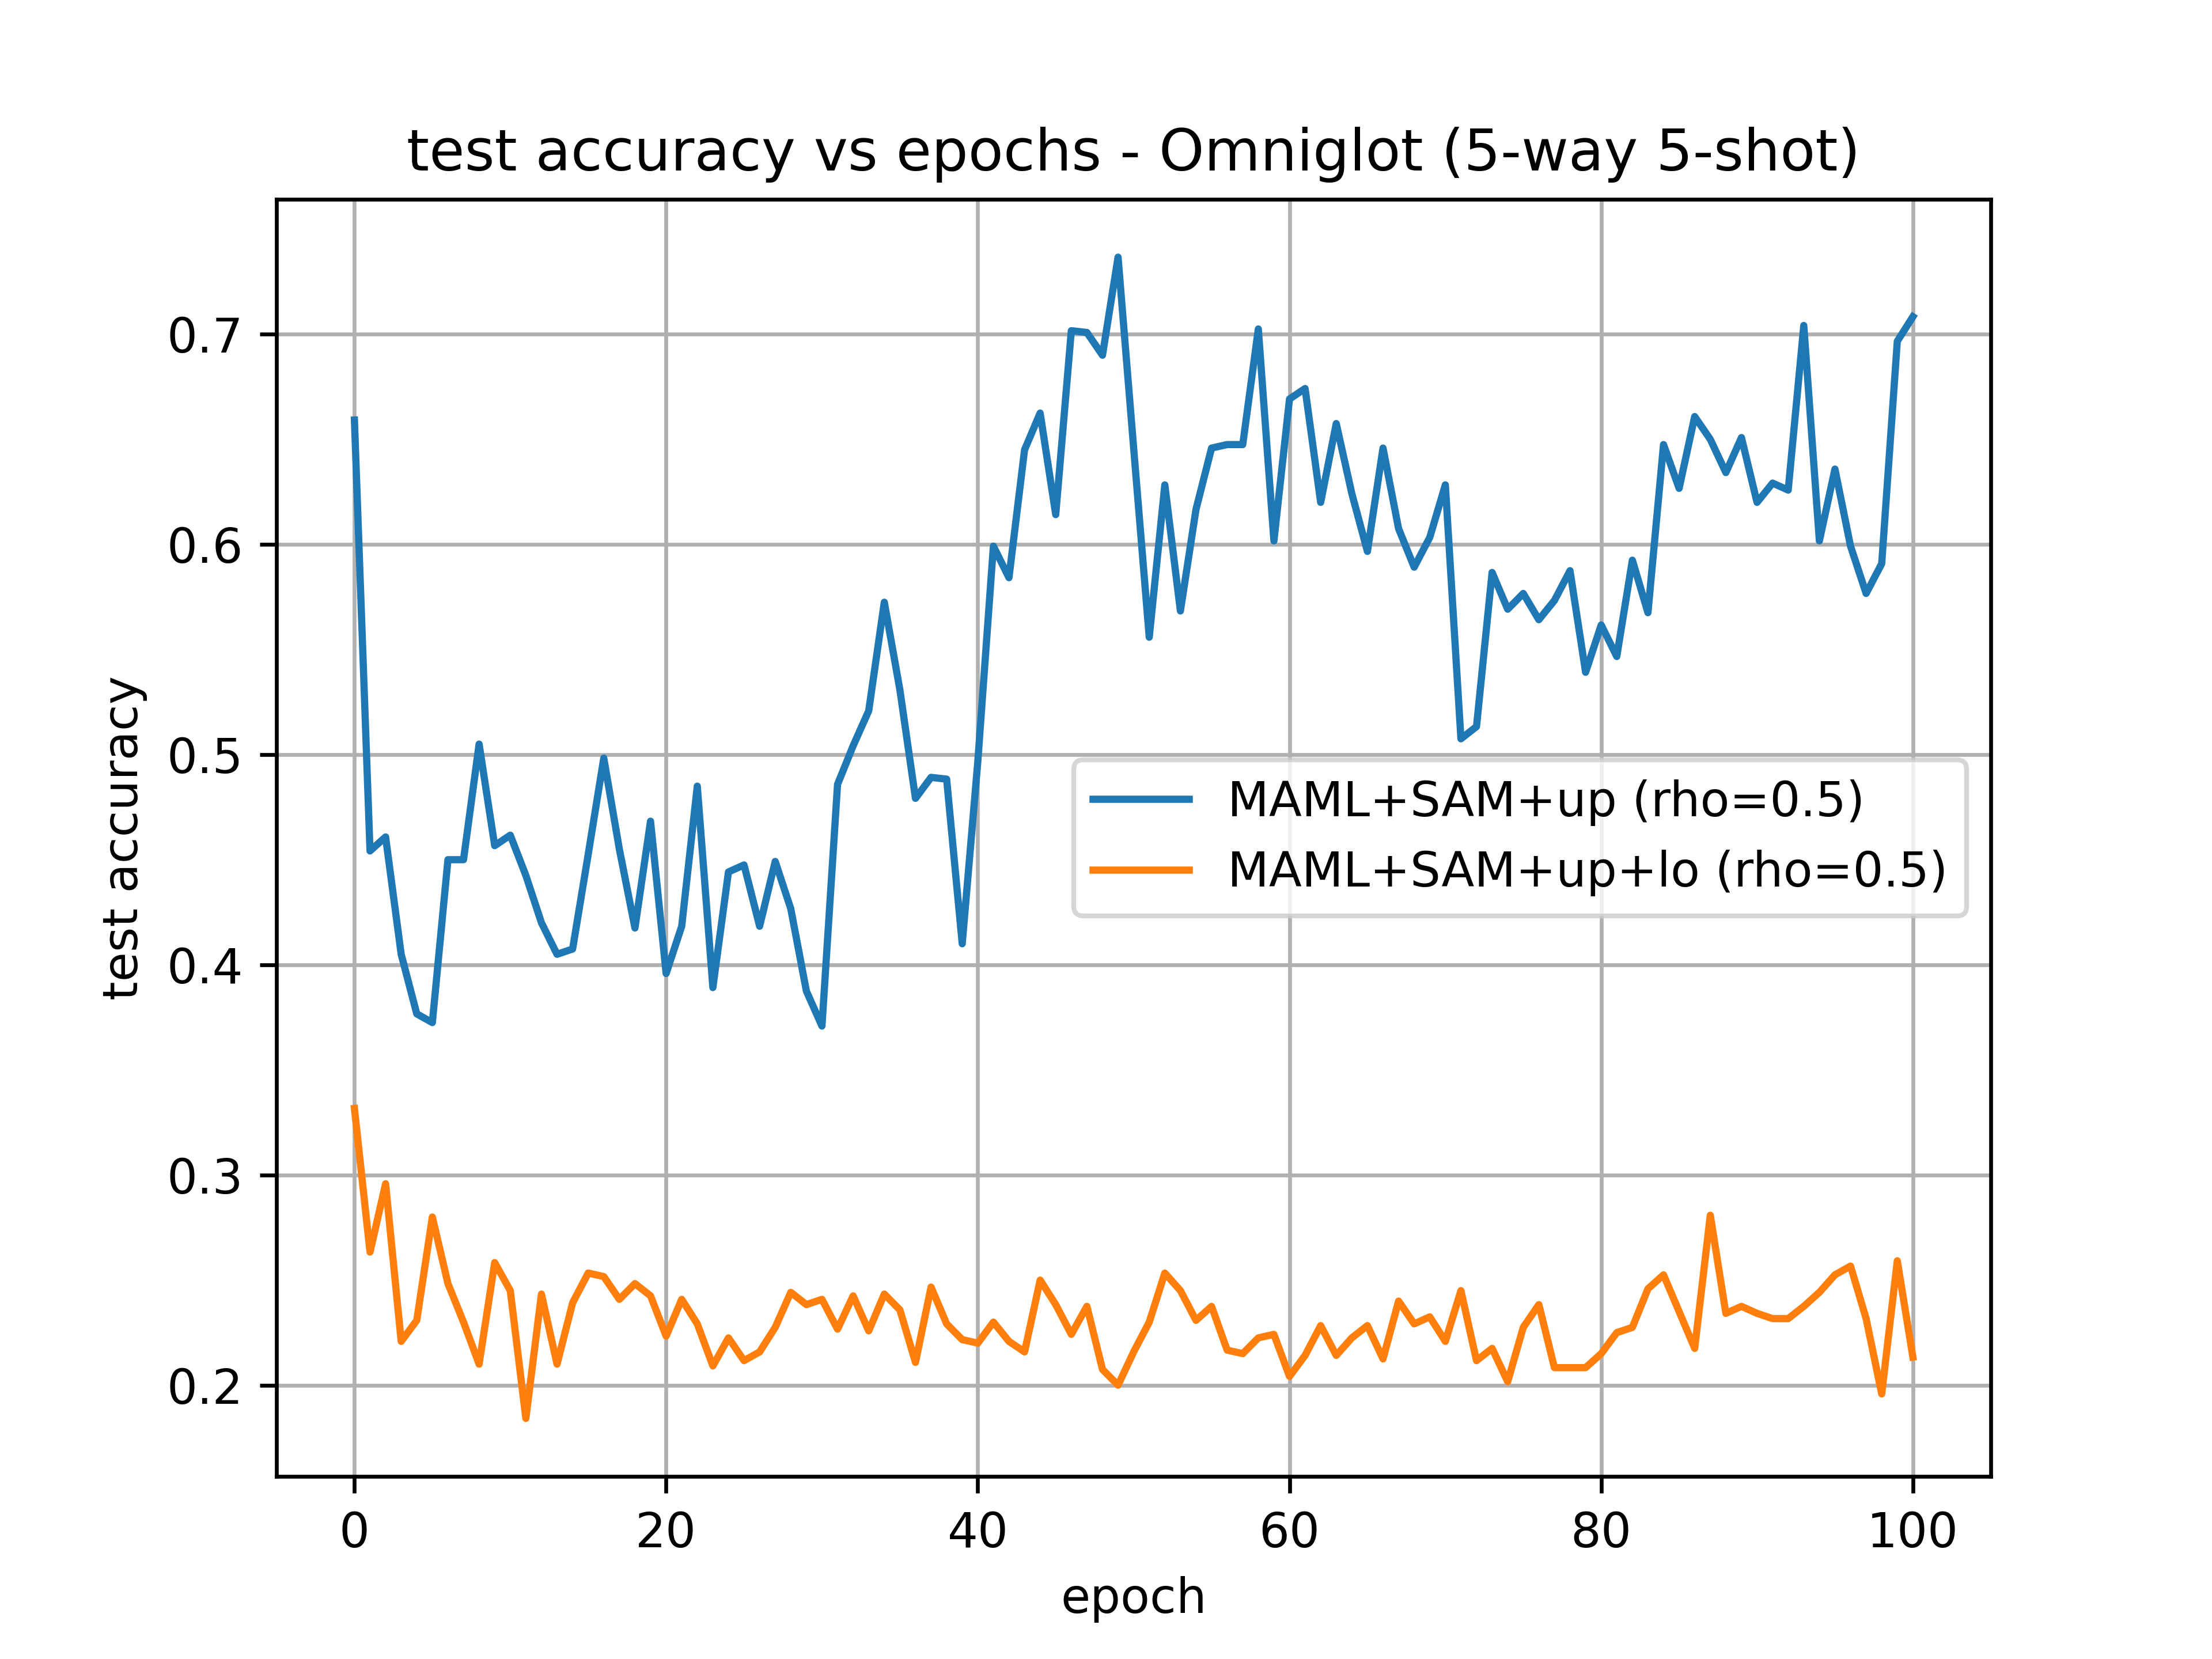 test accuracy vs epochs - Omniglot (5-way 5-shot)
0.7
0.6
0.5
0.4
0.3
0.2
test accuracy
MAML+SAM+up (rho=0.5)
MAML+SAM+up+lo (rho=0.5)
0 20 40 60 80 100
epoch